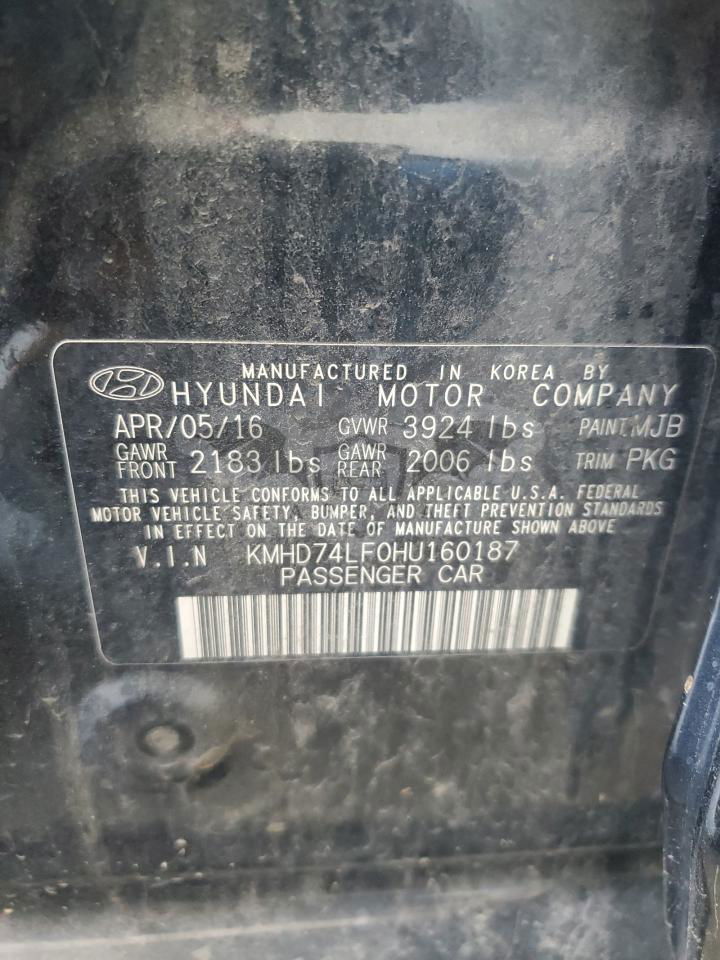 MANUFACTURED IN KOREA BY
HYUNDAI MOTOR COMPANY
APR/05/16 GVWR 3924 lbs PAINT MJB
GAWR FRONT 2183 lbs GAWR REAR 2006 lbs TRIM PKG
THIS VEHICLE CONFORMS TO ALL APPLICABLE U.S.A. FEDERAL
MOTOR VEHICLE SAFETY, BUMPER, AND THEFT PREVENTION STANDARDS
IN EFFECT ON THE DATE OF MANUFACTURE SHOWN ABOVE
V.I.N KMHD74LF0HU160187
PASSENGER CAR